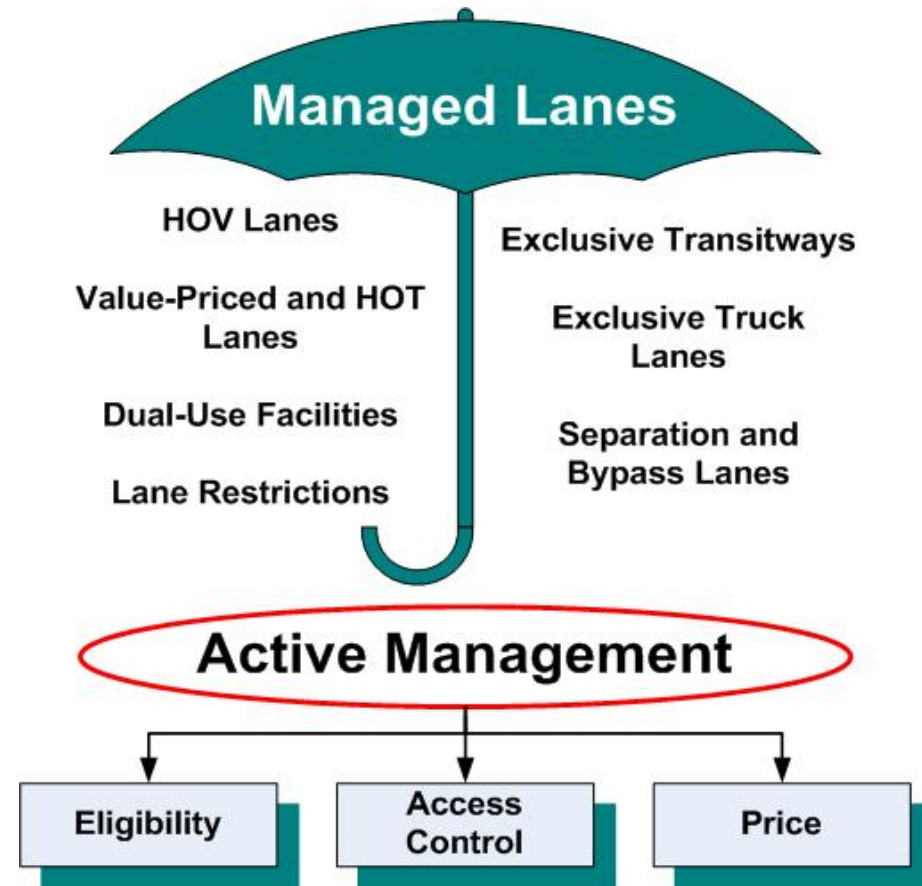 Managed Lanes
HOV Lanes
Value-Priced and HOT
Lanes
Dual-Use Facilities
Lane Restrictions
Exclusive Transitways
Exclusive Truck
Lanes
Separation and
Bypass Lanes
Active Management
Eligibility
Access
Control
Price